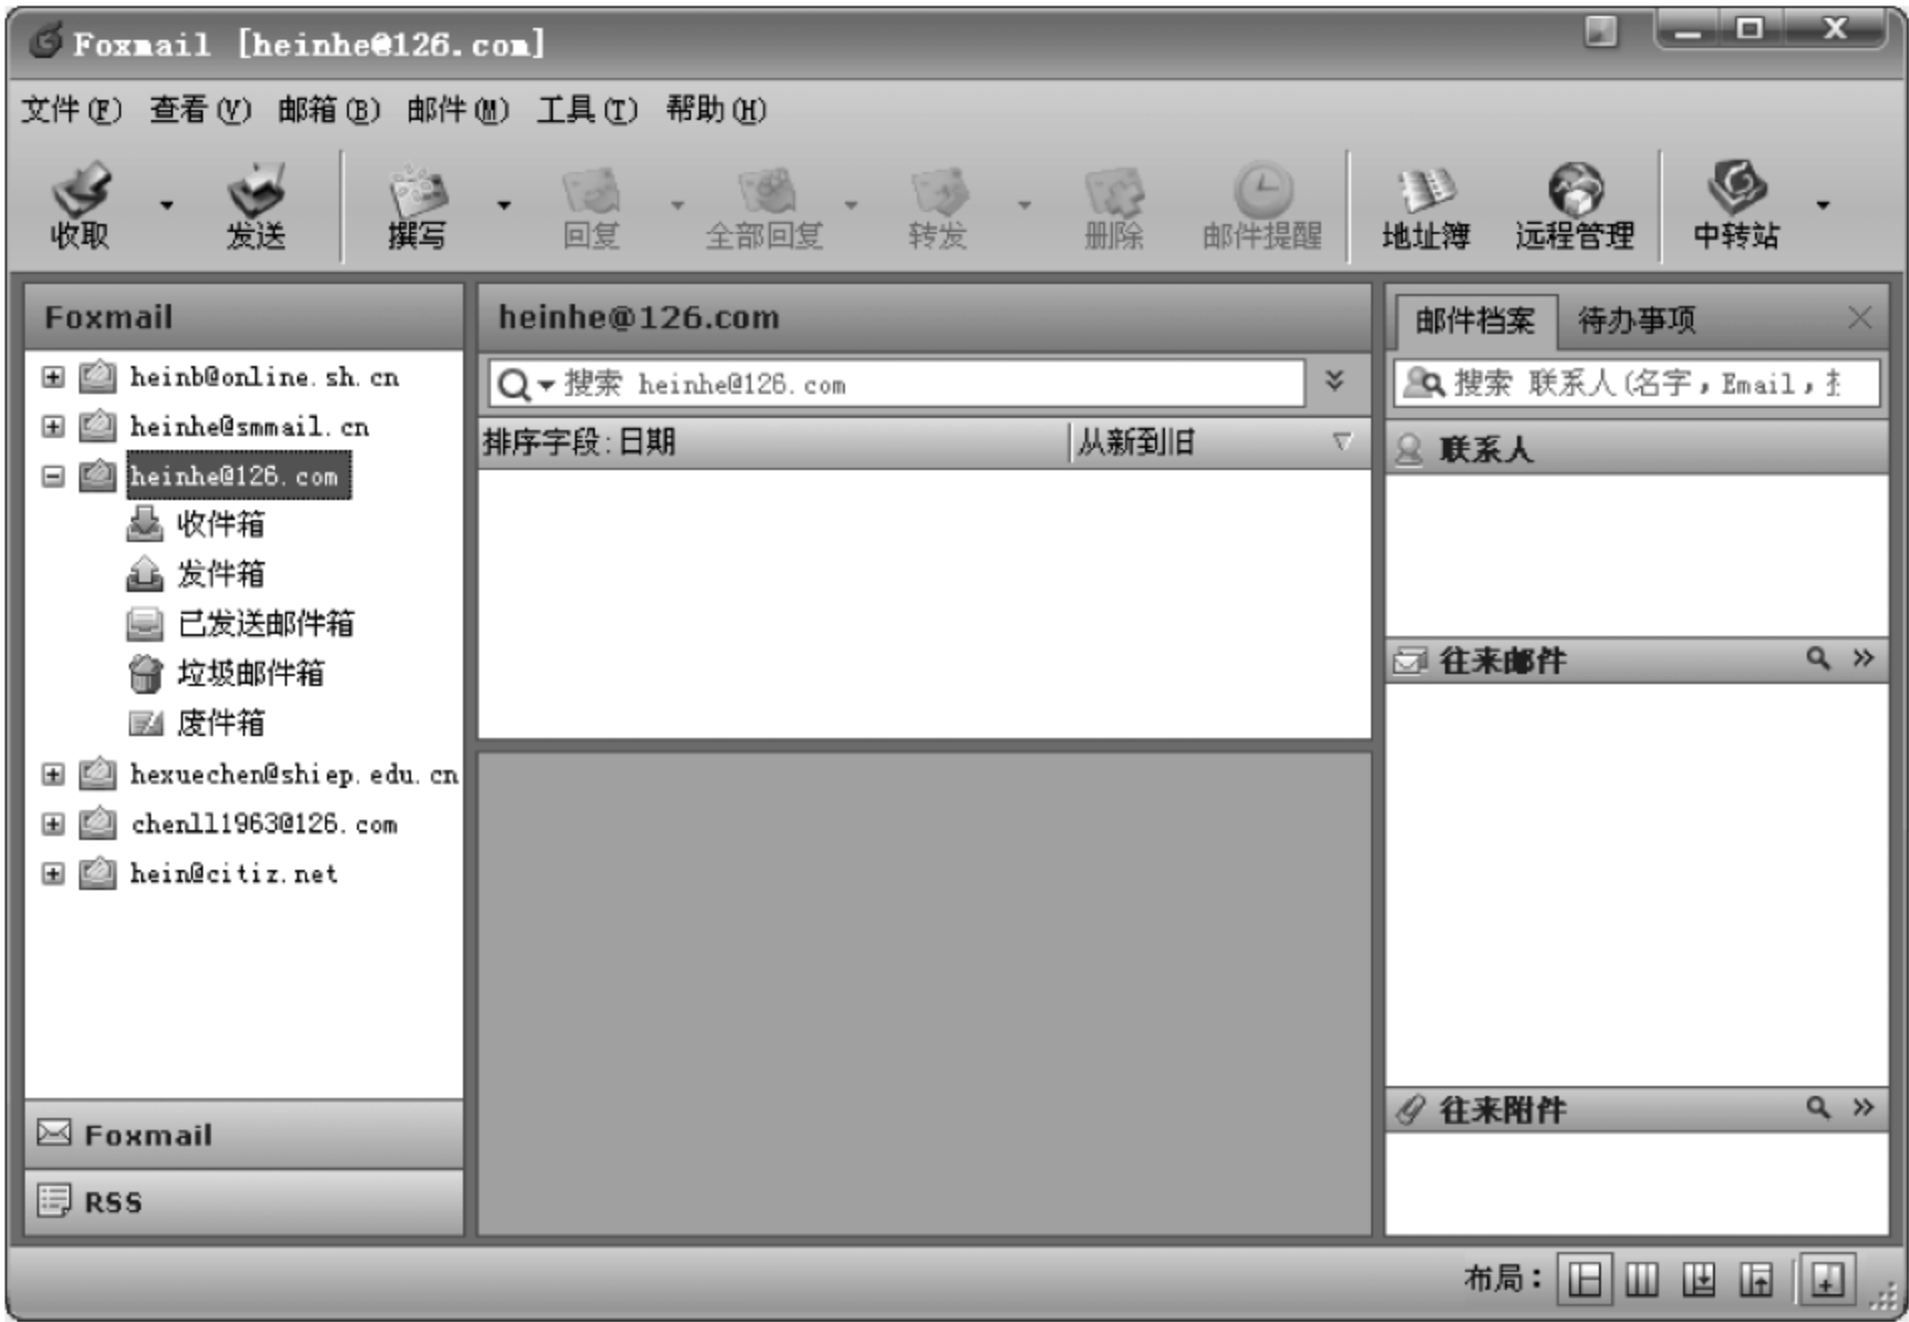 Foxmail [heinhe@126.com]
文件(F) 查看(V) 邮箱(B) 邮件(M) 工具(T) 帮助(H)
收取 发送 撰写 回复 全部回复 转发 删除 邮件提醒 地址簿 远程管理 中转站
Foxmail
heinb@online.sh.cn
heinhe@smmail.cn
heinhe@126.com
收件箱
发件箱
已发送邮件箱
垃圾邮件箱
废件箱
hexuechen@shiep.edu.cn
chenll1963@126.com
hein@citiz.net
Foxmail
RSS
heinhe@126.com
搜索 heinhe@126.com
排序字段:日期 从新到旧
邮件档案 待办事项
搜索 联系人(名字,Email,
联系人
往来邮件
往来附件
布局: